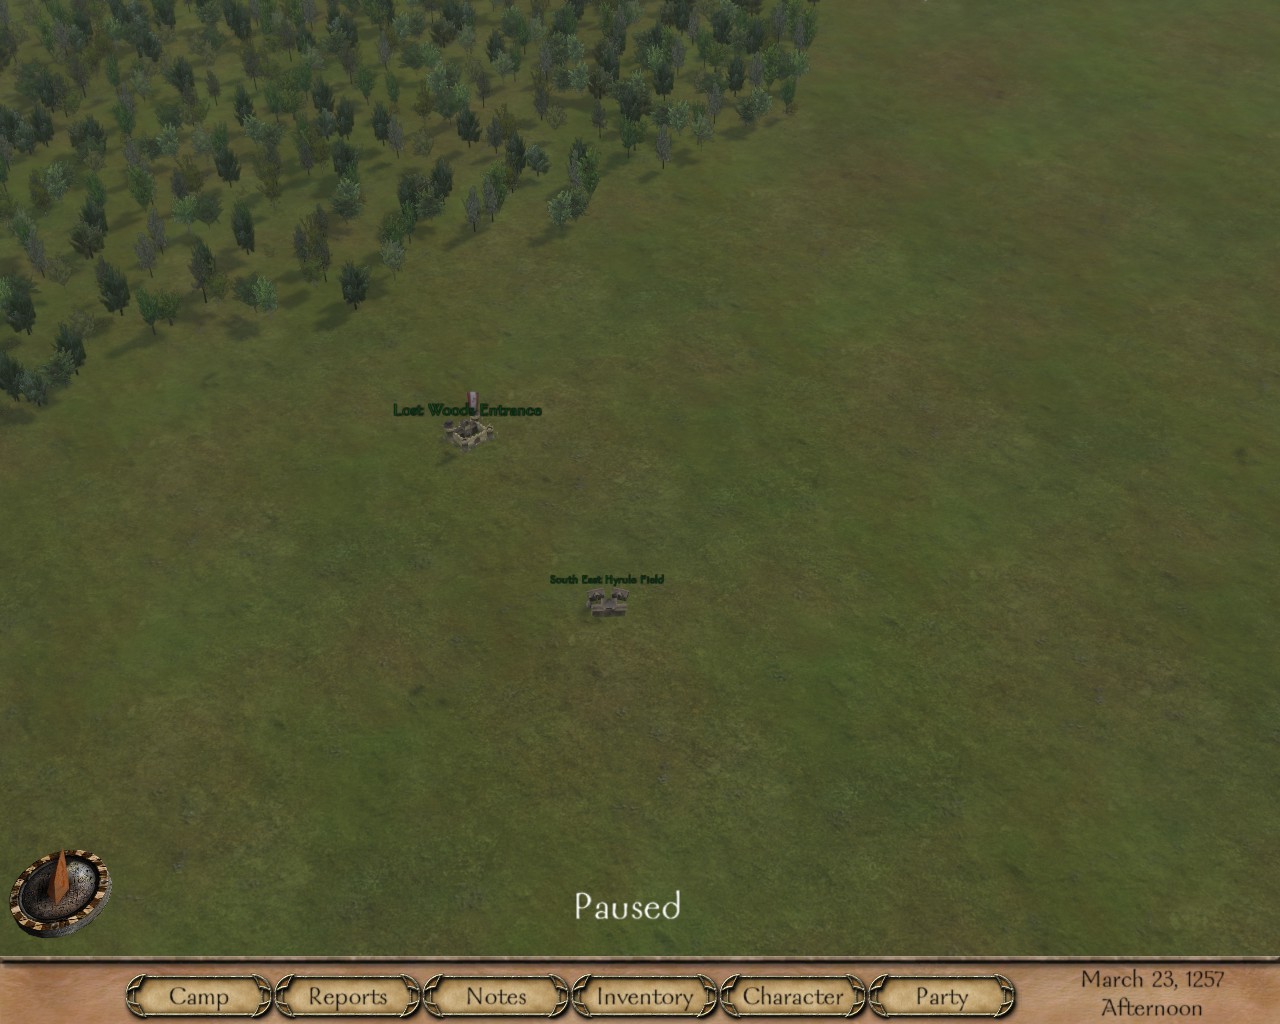 Lost Woods Entrance
South East Hyrule Field
Paused
Camp
Reports
Notes
Inventory
Character
Party
March 23, 1257
Afternoon